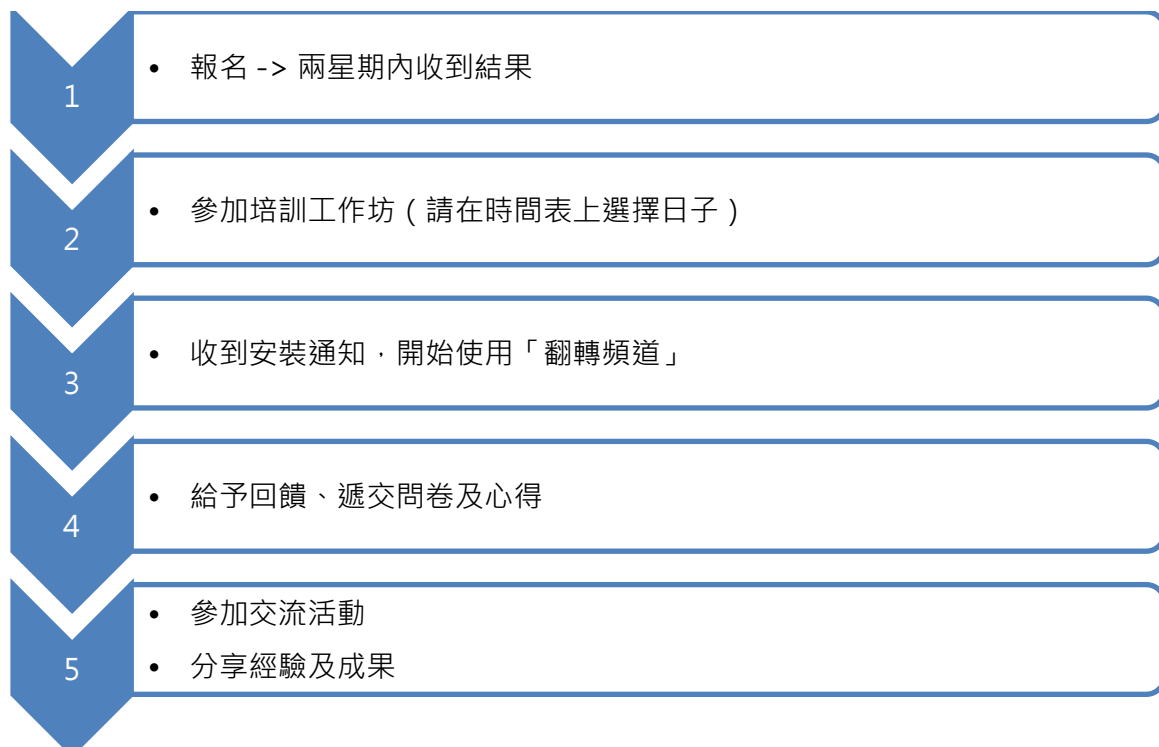 1
• 報名 -> 兩星期內收到結果
2
• 參加培訓工作坊（請在時間表上選擇日子）
3
• 收到安裝通知，開始使用「翻轉頻道」
4
• 給予回饋、遞交問卷及心得
5
• 參加交流活動
• 分享經驗及成果